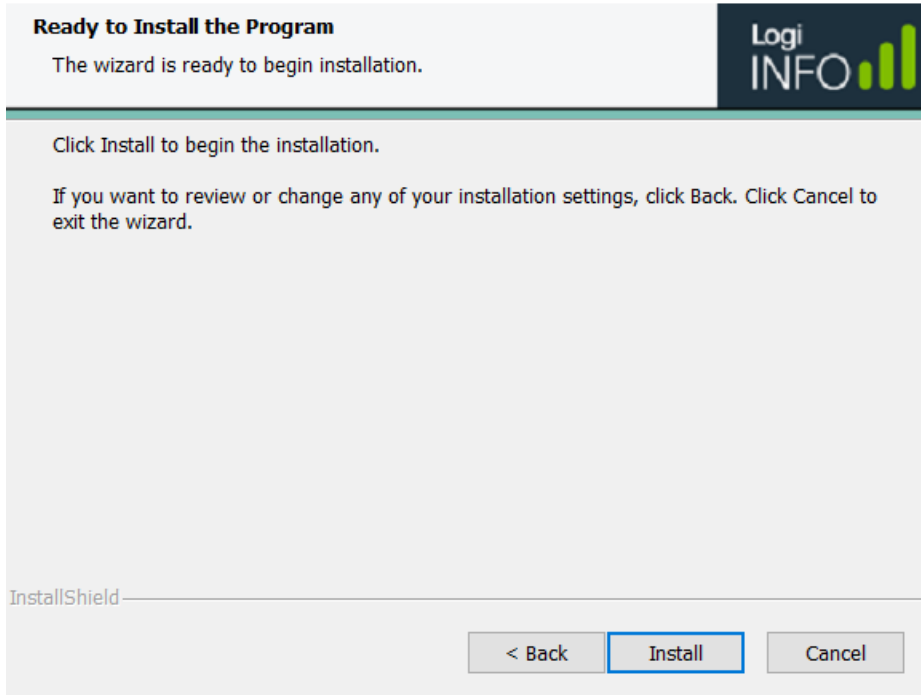 Ready to Install the Program
The wizard is ready to begin installation.
Logi
INFO
Click Install to begin the installation.
If you want to review or change any of your installation settings, click Back. Click Cancel to
exit the wizard.
InstallShield
< Back
Install
Cancel